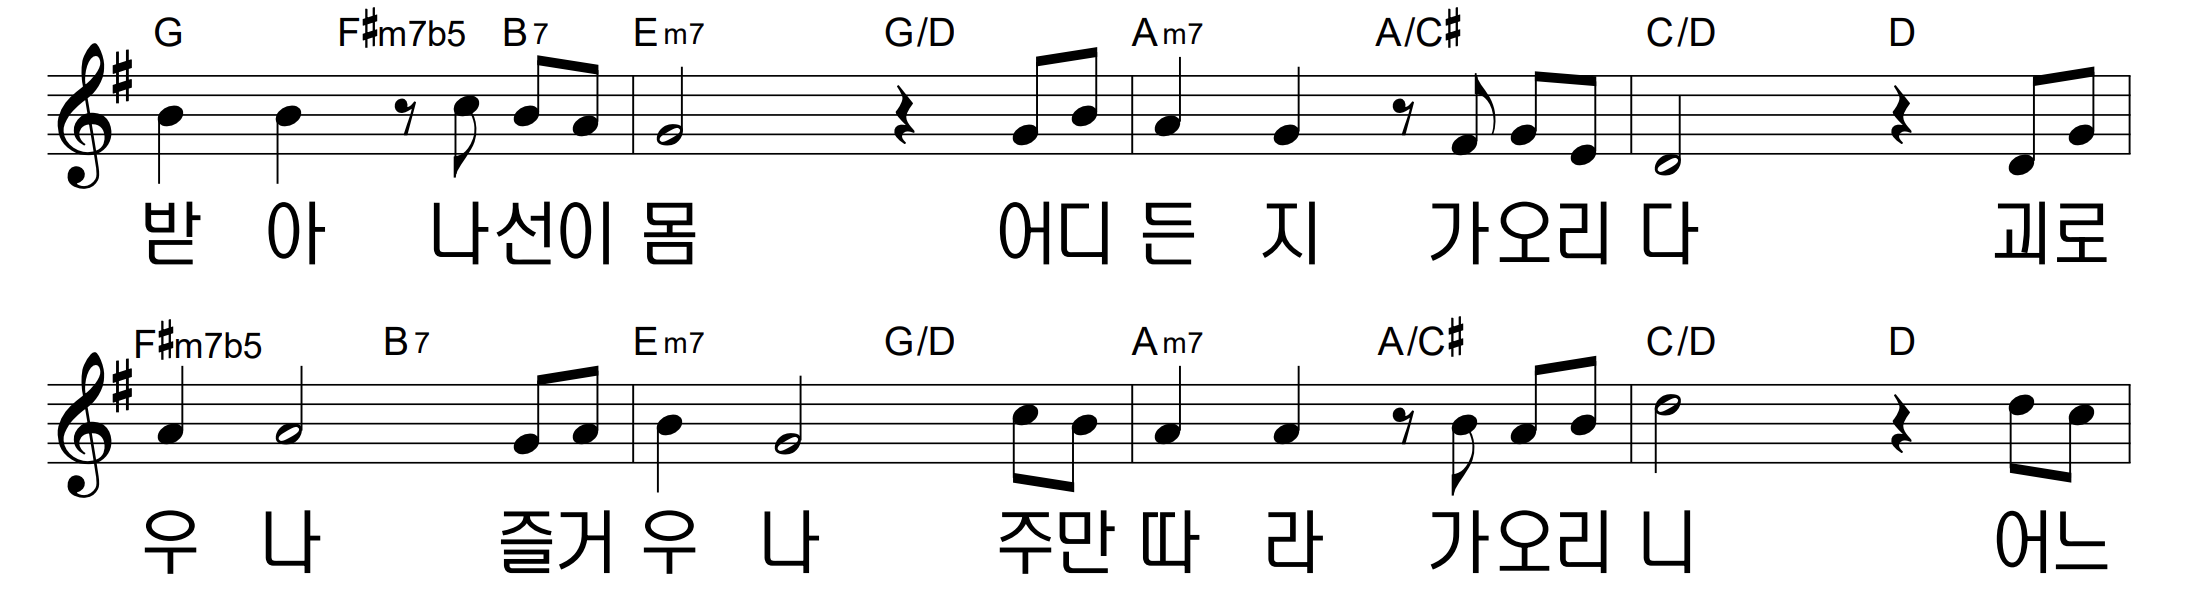 G F♯m7b5 B7 Em7 G/D Am7 A/C♯ C/D D
받 아 나선이 몸 어디 든 지 가오리 다 괴로
F♯m7b5 B7 Em7 G/D Am7 A/C♯ C/D D
우 나 즐거 우 나 주만 따 라 가오리 니 어느